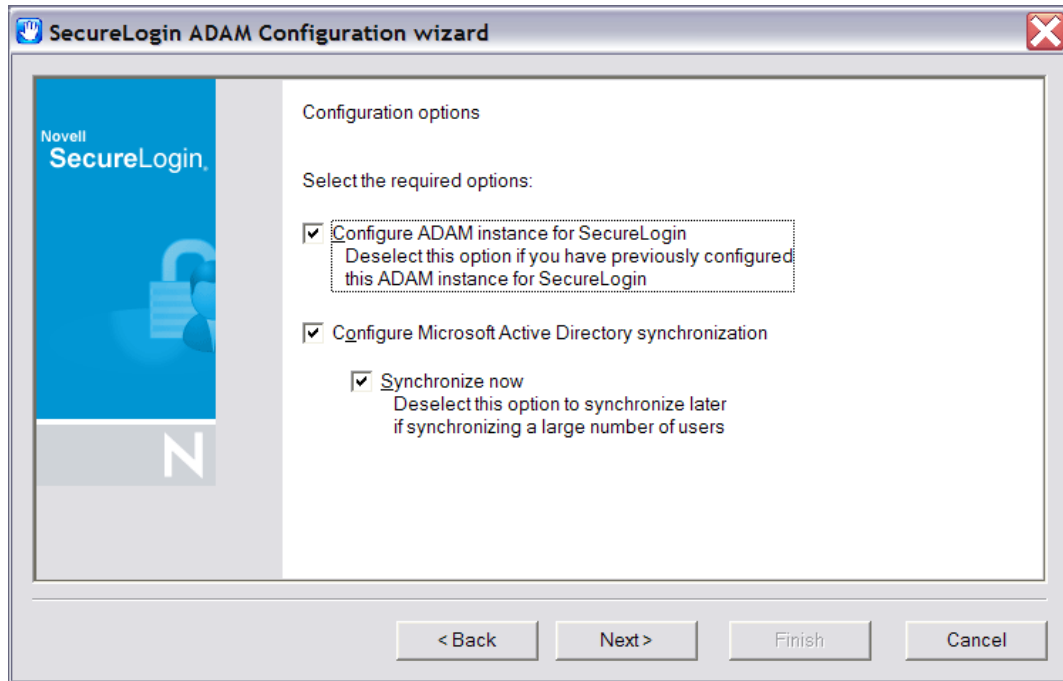 SecureLogin ADAM Configuration wizard
Novell
SecureLogin®
Configuration options
Select the required options:
Configure ADAM instance for SecureLogin
Deselect this option if you have previously configured
this ADAM instance for SecureLogin
Configure Microsoft Active Directory synchronization
Synchronize now
Deselect this option to synchronize later
if synchronizing a large number of users
N
< Back
Next >
Finish
Cancel